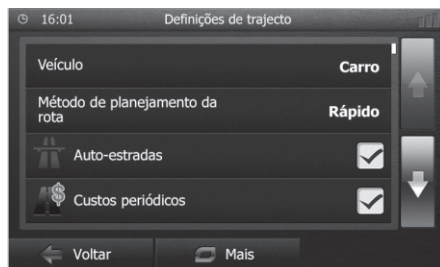 16:01 Definições de trajecto
Veículo Carro
Método de planejamento da
rota Rápido
Auto-estradas
Custos periódicos
Voltar Mais